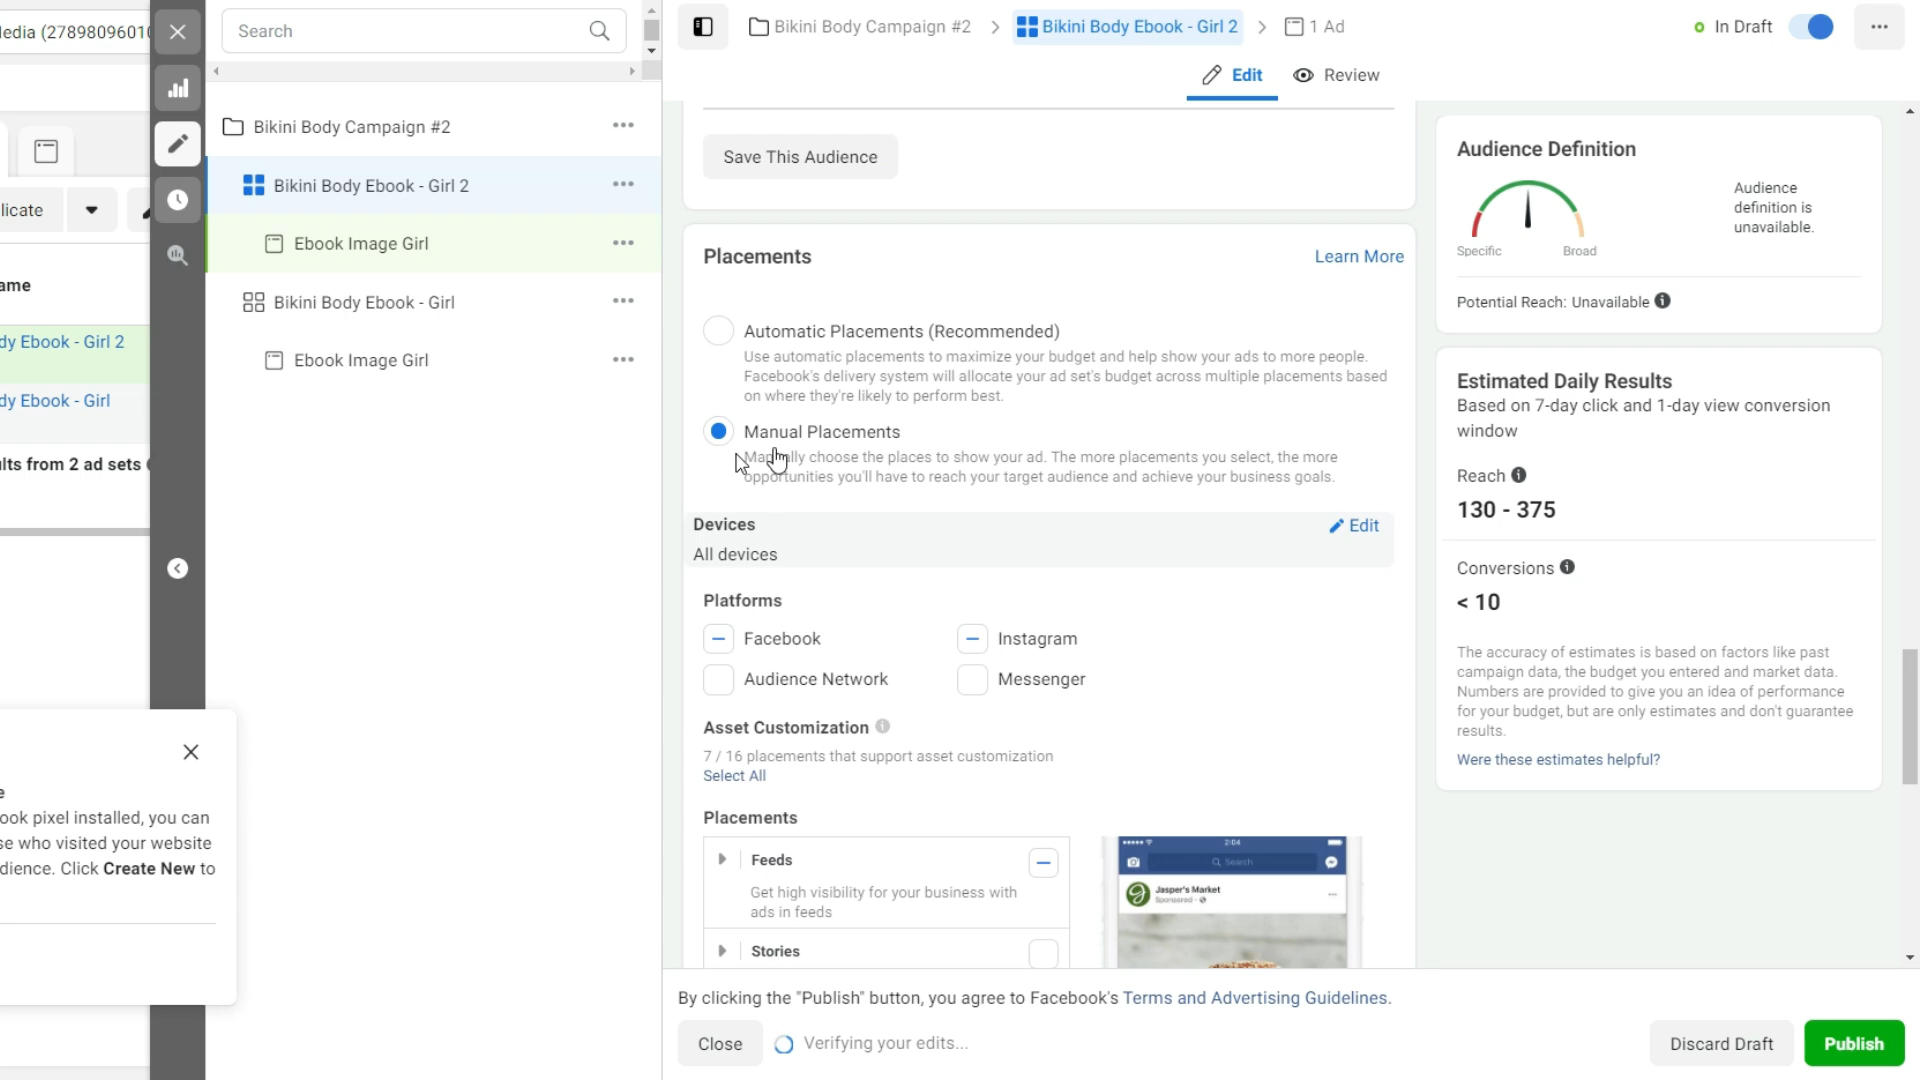 ledia (2789809601
Search
Bikini Body Campaign #2
Bikini Body Ebook - Girl 2
1 Ad
In Draft
Edit
Review
licate
ame
dy Ebook - Girl 2
dy Ebook - Girl
lts from 2 ad sets
Bikini Body Campaign #2
Bikini Body Ebook - Girl 2
Ebook Image Girl
Bikini Body Ebook - Girl
Ebook Image Girl
e
ook pixel installed, you can
se who visited your website
dience. Click Create New to
Save This Audience
Placements
Learn More
Automatic Placements (Recommended)
Use automatic placements to maximize your budget and help show your ads to more people.
Facebook's delivery system will allocate your ad set's budget across multiple placements based
on where they're likely to perform best.
Manual Placements
Manually choose the places to show your ad. The more placements you select, the more
opportunities you'll have to reach your target audience and achieve your business goals.
Devices
Edit
All devices
Platforms
Facebook
Instagram
Audience Network
Messenger
Asset Customization
7 / 16 placements that support asset customization
Select All
Placements
Feeds
Get high visibility for your business with
ads in feeds
Stories
2:04
Search
Jasper's Market
Sponsored
Audience Definition
Specific
Broad
Audience
definition is
unavailable.
Potential Reach: Unavailable
Estimated Daily Results
Based on 7-day click and 1-day view conversion
window
Reach
130 - 375
Conversions
< 10
The accuracy of estimates is based on factors like past
campaign data, the budget you entered and market data.
Numbers are provided to give you an idea of performance
for your budget, but are only estimates and don't guarantee
results.
Were these estimates helpful?
By clicking the "Publish" button, you agree to Facebook's Terms and Advertising Guidelines.
Close
Verifying your edits...
Discard Draft
Publish